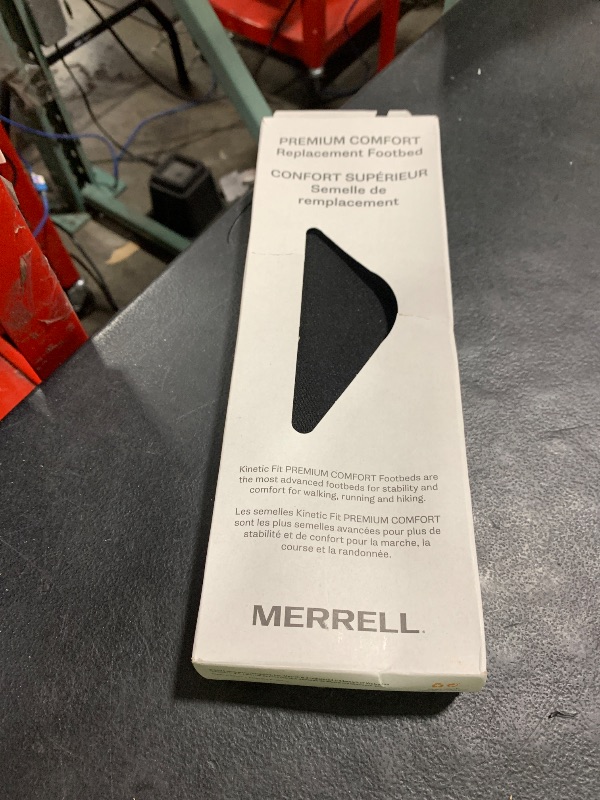 PREMIUM COMFORT
Replacement Footbed
CONFORT SUPÉRIEUR
Semelle de
remplacement
Kinetic Fit PREMIUM COMFORT Footbeds are
the most advanced footbeds for stability and
comfort for walking, running and hiking.
Les semelles Kinetic Fit PREMIUM COMFORT
sont les plus semelles avancées pour plus de
stabilité et de confort pour la marche, la
course et la randonnée.
MERRELL.